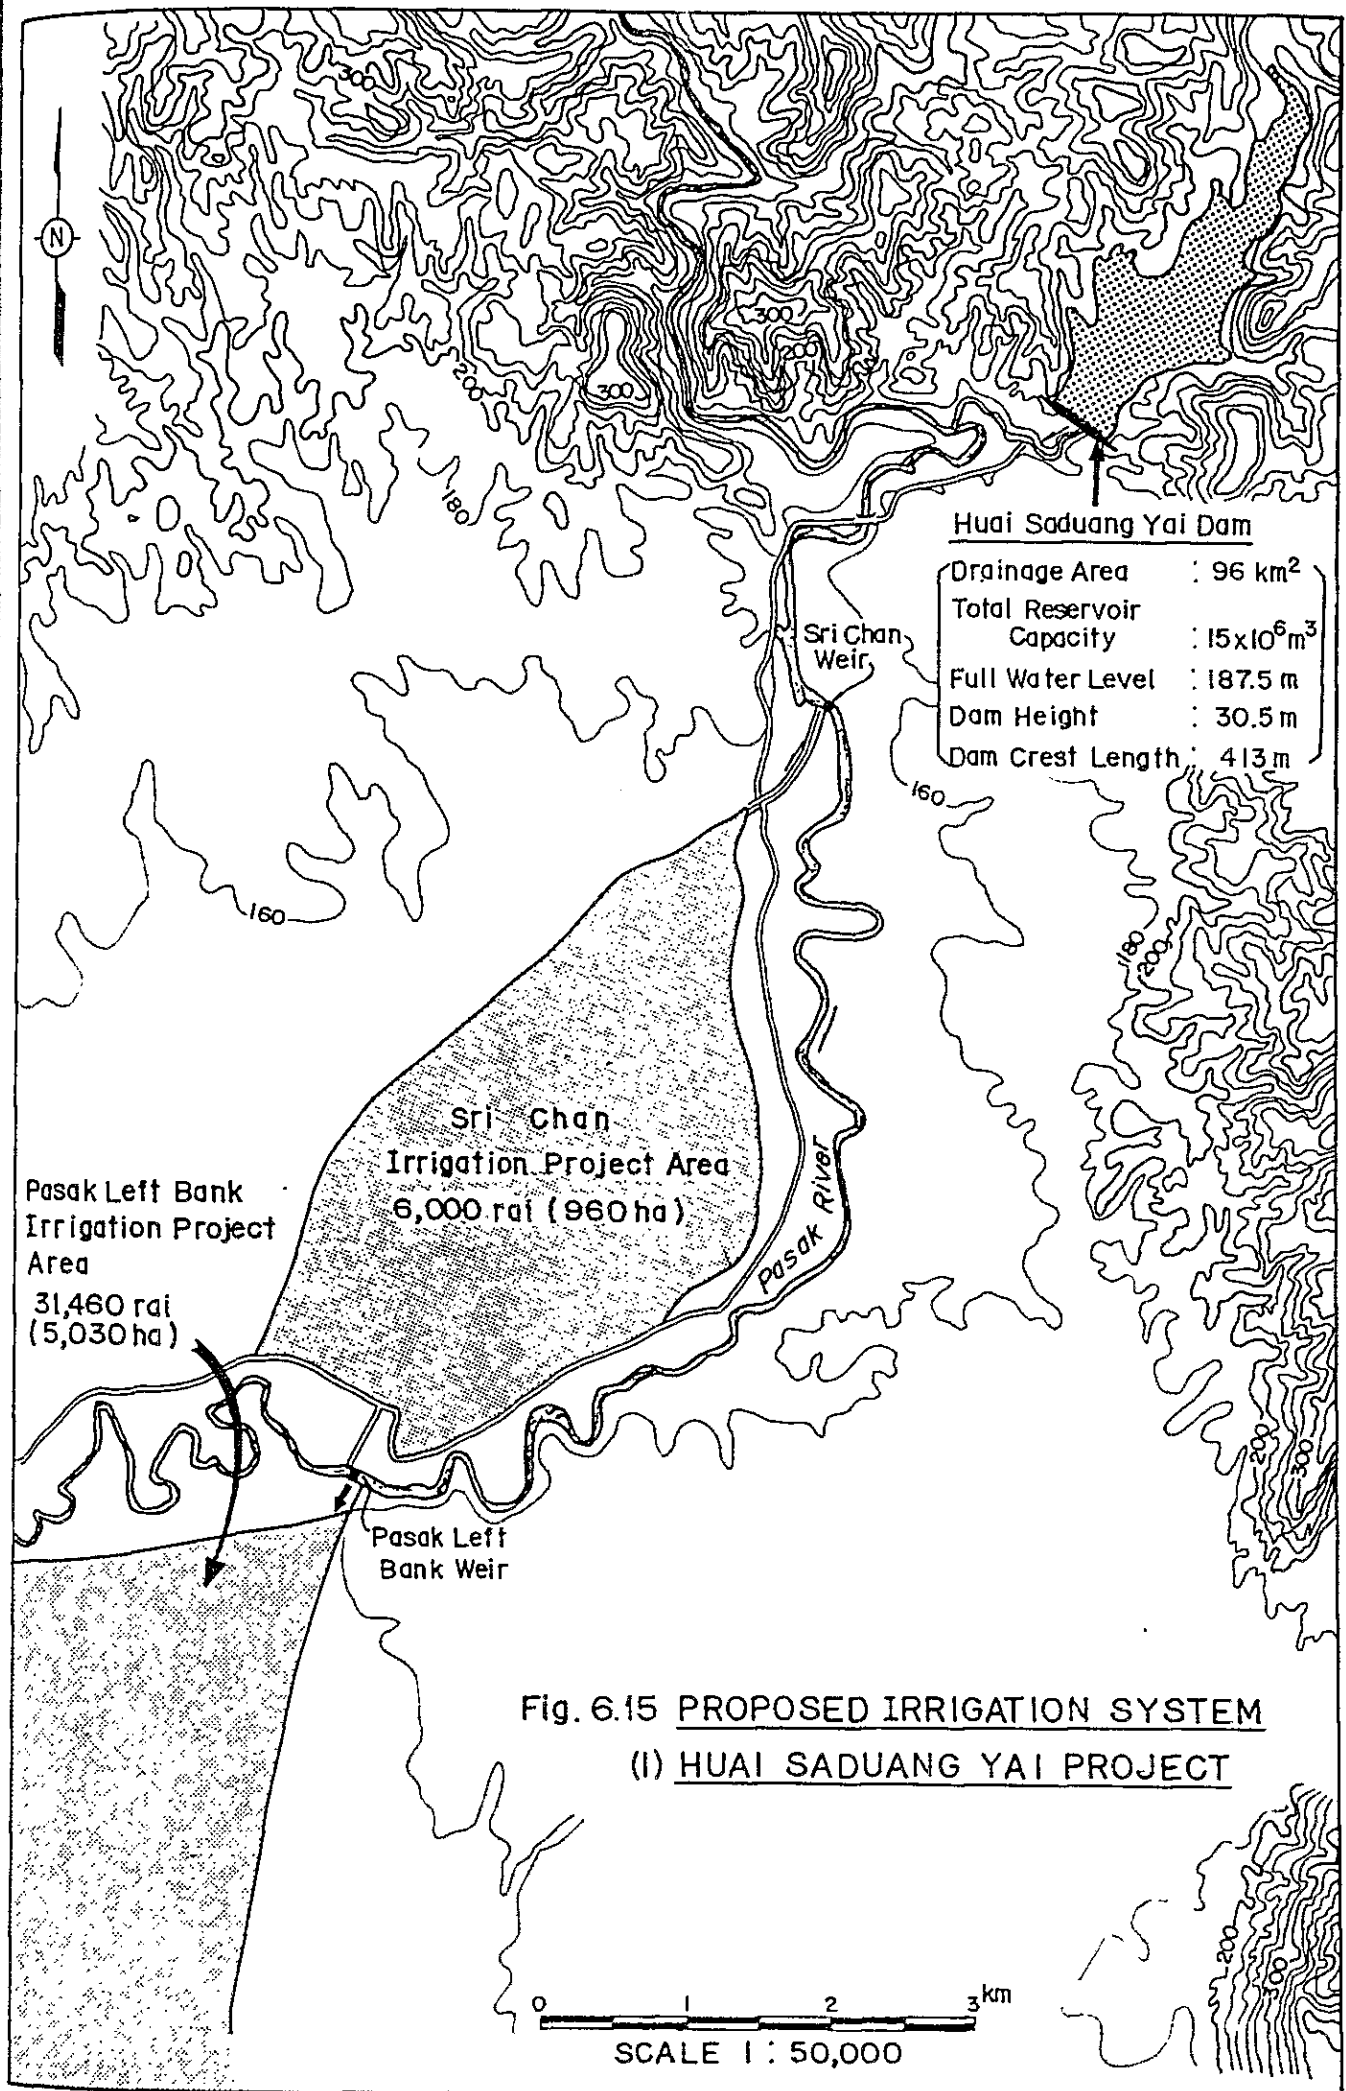 300
N
300
200
300
200
180
Huai Saduang Yai Dam
Drainage Area : 96 km²
Total Reservoir
Capacity : 15x10⁶m³
Full Water Level : 187.5 m
Dam Height : 30.5 m
Dam Crest Length : 413 m
Sri Chan
Weir
160
160
180
200
Sri Chan
Irrigation Project Area
6,000 rai (960 ha)
Pasak River
Pasak Left Bank
Irrigation Project
Area
31,460 rai
(5,030 ha)
200
300
Pasak Left
Bank Weir
Fig. 6.15 PROPOSED IRRIGATION SYSTEM
(1) HUAI SADUANG YAI PROJECT
200
300
0 1 2 3 km
SCALE 1 : 50,000